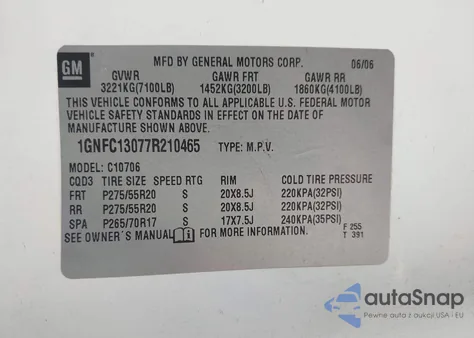 GM
MFD BY GENERAL MOTORS CORP. 06/06
GVWR GAWR FRT GAWR RR
3221KG(7100LB) 1452KG(3200LB) 1860KG(4100LB)
THIS VEHICLE CONFORMS TO ALL APPLICABLE U.S. FEDERAL MOTOR
VEHICLE SAFETY STANDARDS IN EFFECT ON THE DATE OF
MANUFACTURE SHOWN ABOVE.
1GNFC13077R210465 TYPE: M.P.V.
MODEL: C10706
CQD3 TIRE SIZE SPEED RTG RIM COLD TIRE PRESSURE
FRT P275/55R20 S 20X8.5J 220KPA(32PSI)
RR P275/55R20 S 20X8.5J 220KPA(32PSI)
SPA P265/70R17 S 17X7.5J 240KPA(35PSI)
SEE OWNER'S MANUAL FOR MORE INFORMATION. F 255
T 391
autoSnap
Pewne auta z aukcji USA i EU